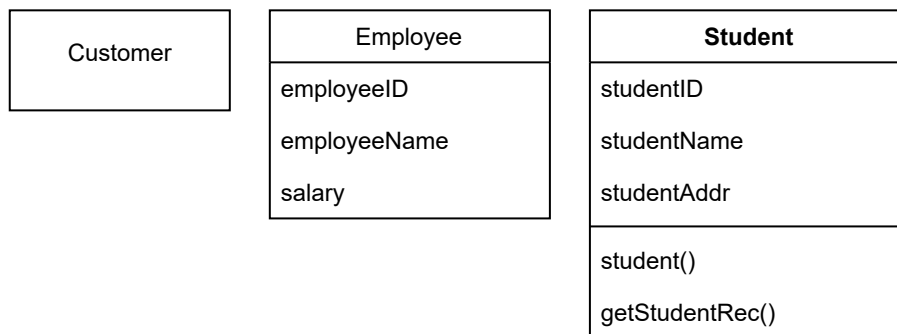 Customer
Employee
employeeID
employeeName
salary
Student
studentID
studentName
studentAddr
student()
getStudentRec()